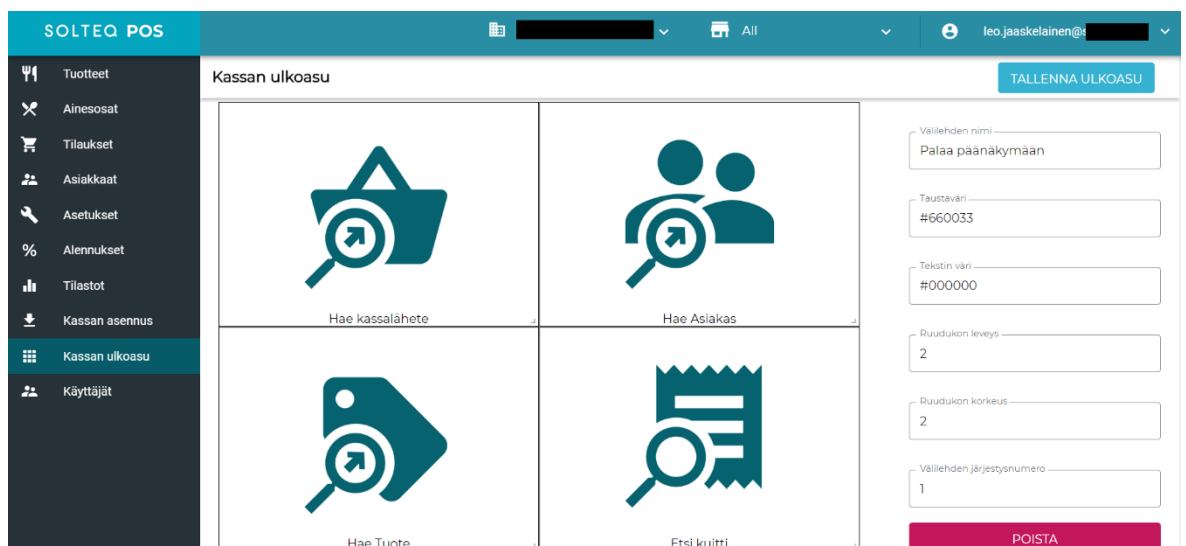 SOLTEQ POS
All
leo.jaaskelainen@s
Tuotteet
Ainesosat
Tilaukset
Asiakkaat
Asetukset
Alennukset
Tilastot
Kassan asennus
Kassan ulkoasu
Käyttäjät
Kassan ulkoasu
TALLENNA ULKOASU
Hae kassalähete
Hae Asiakas
Hae Tuote
Etsi kuitti
Välilehden nimi
Palaa päänäkymään
Taustaväri
#660033
Tekstin väri
#000000
Ruudukon leveys
2
Ruudukon korkeus
2
Välilehden järjestysnumero
1
POISTA